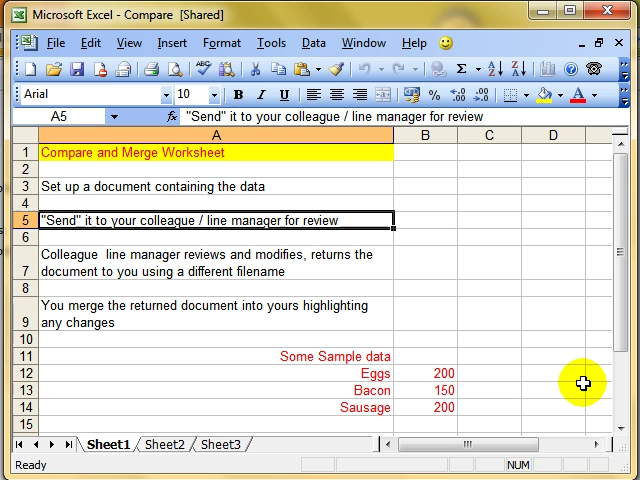 Microsoft Excel - Compare  [Shared]
File Edit View Insert Format Tools Data Window Help
Arial 10 B I U % Σ
A5 fx "Send" it to your colleague / line manager for review
A B C D
1 Compare and Merge Worksheet
2
3 Set up a document containing the data
4
5 "Send" it to your colleague / line manager for review
6
Colleague  line manager reviews and modifies, returns the
7 document to you using a different filename
8
You merge the returned document into yours highlighting
9 any changes
10
11 Some Sample data
12 Eggs 200
13 Bacon 150
14 Sausage 200
15
Sheet1 Sheet2 Sheet3
Ready NUM